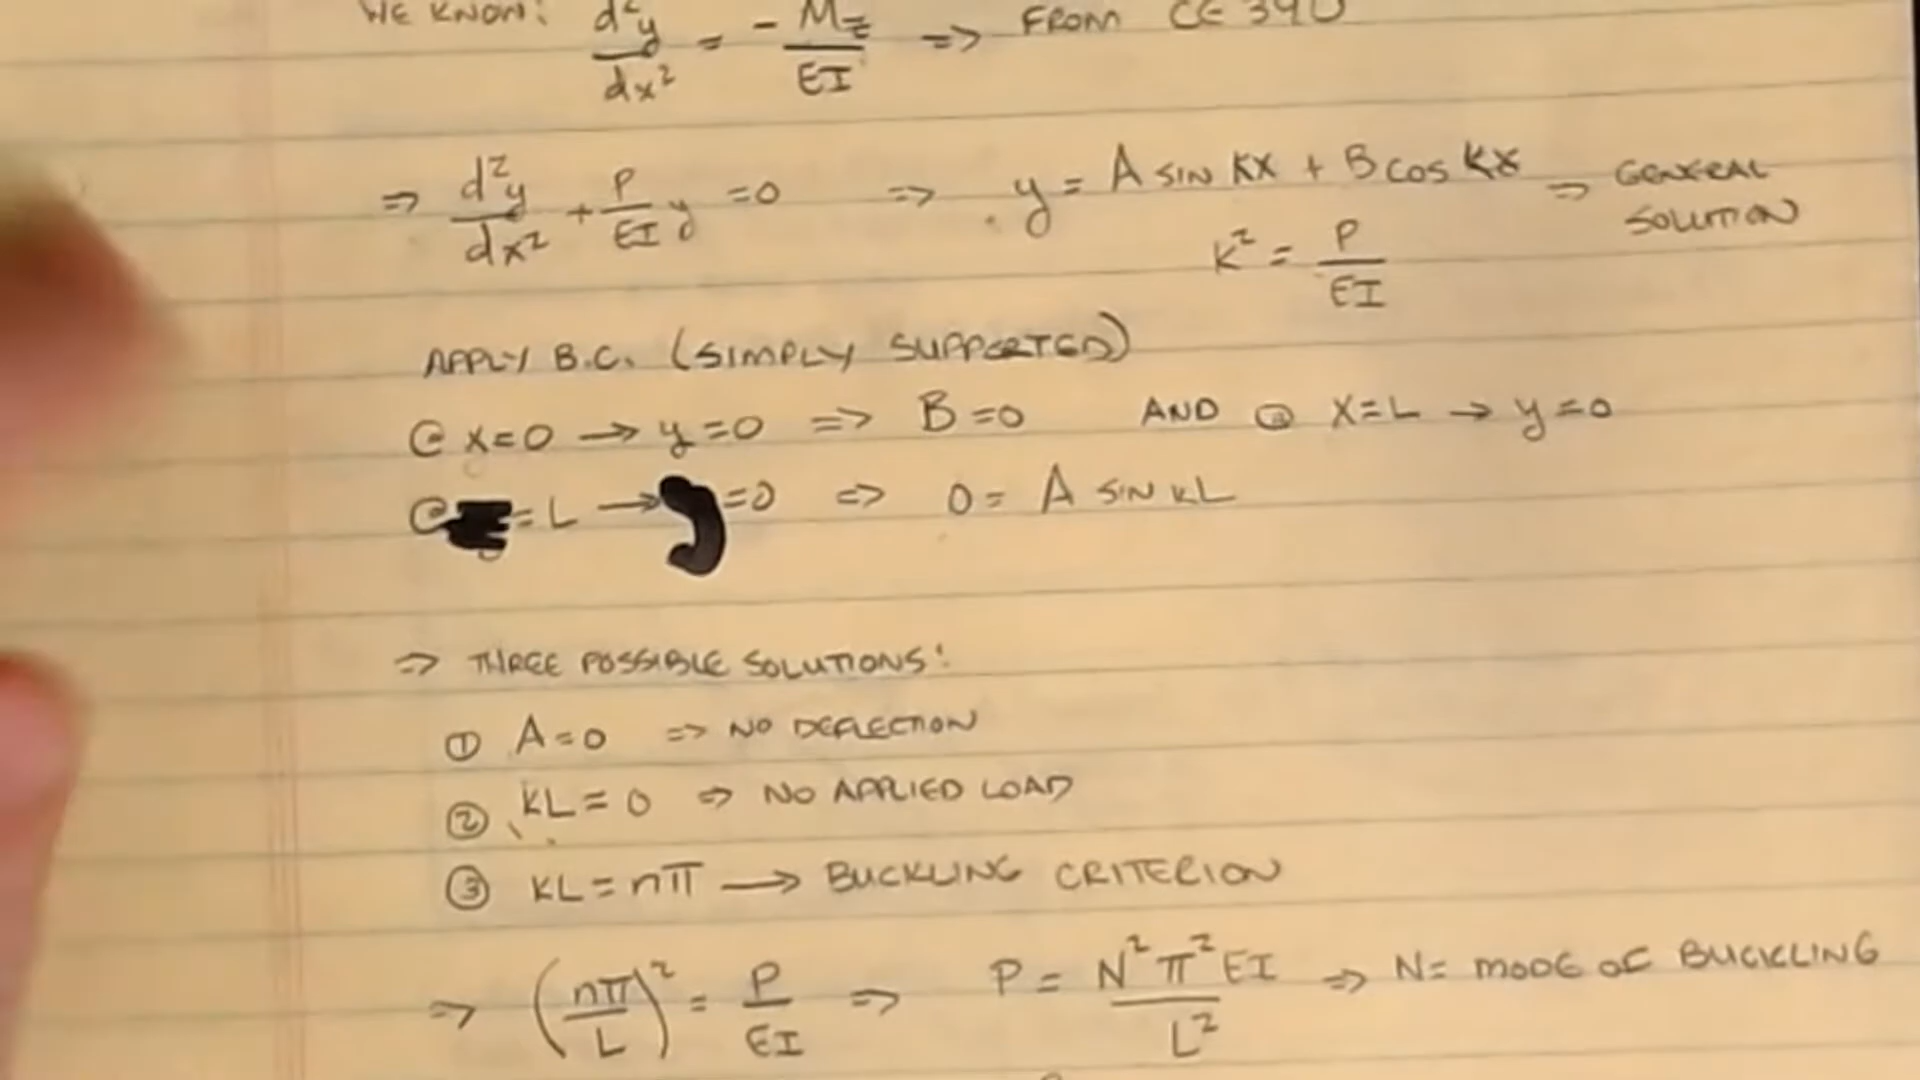 WE KNOW: d²y/dx² = - Mz/EI => FROM CE 390
=> d²y/dx² + P/EI y = 0 => y = A SIN KX + B COS KX => GENERAL SOLUTION
K² = P/EI
APPLY B.C. (SIMPLY SUPPORTED)
@ X=0 → y=0 => B=0 AND @ X=L → y=0
@ = L → =0 => 0 = A SIN KL
=> THREE POSSIBLE SOLUTIONS:
① A=0 => NO DEFLECTION
② KL=0 => NO APPLIED LOAD
③ KL=nπ → BUCKLING CRITERION
=> (nπ/L)² = P/EI => P = N²π²EI/L² => N= MODE OF BUCKLING